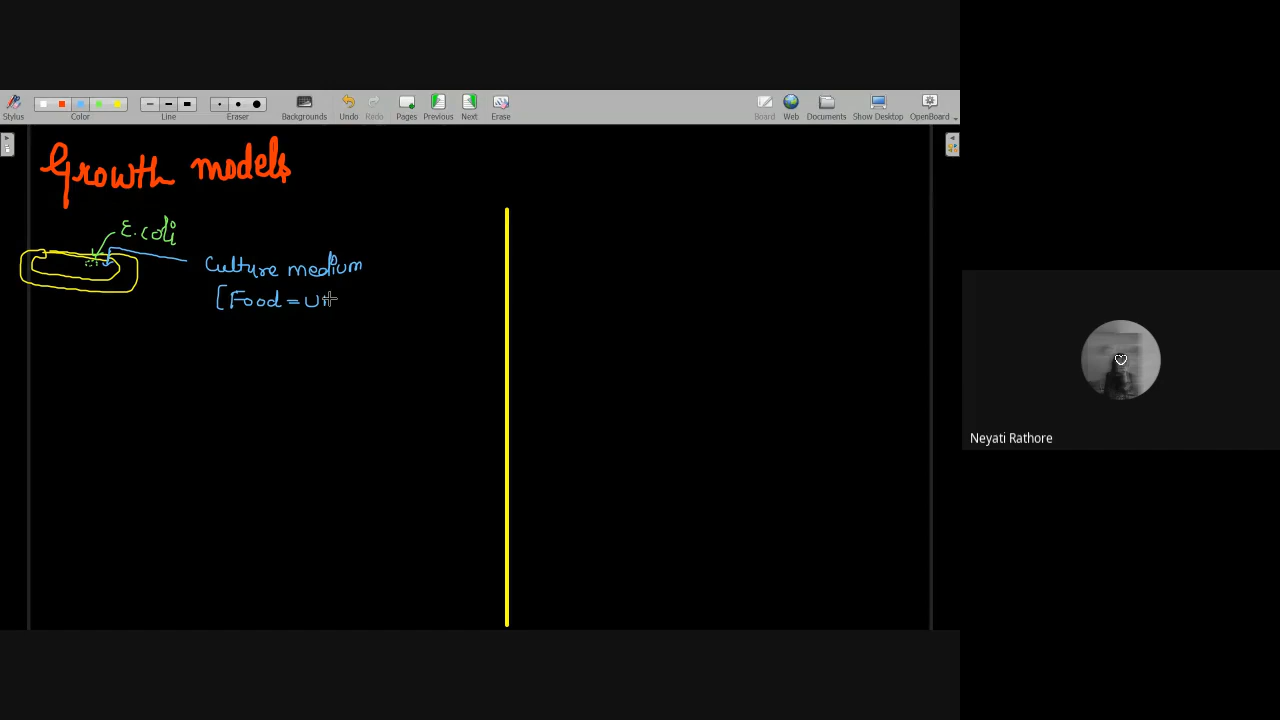 Stylus Color Line Eraser Backgrounds Undo Redo Pages Previous Next Erase Board Web Documents Show Desktop OpenBoard
Growth models
E.coli
Culture medium
[Food = Un
Neyati Rathore